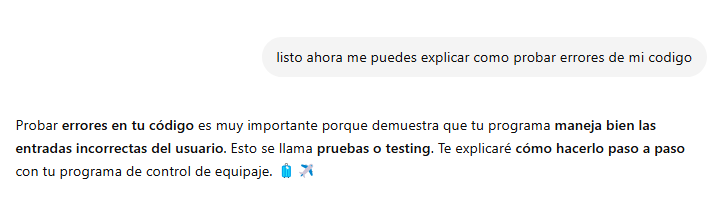 listo ahora me puedes explicar como probar errores de mi codigo
Probar errores en tu código es muy importante porque demuestra que tu programa maneja bien las
entradas incorrectas del usuario. Esto se llama pruebas o testing. Te explicaré cómo hacerlo paso a paso
con tu programa de control de equipaje. 🧳 ✈️